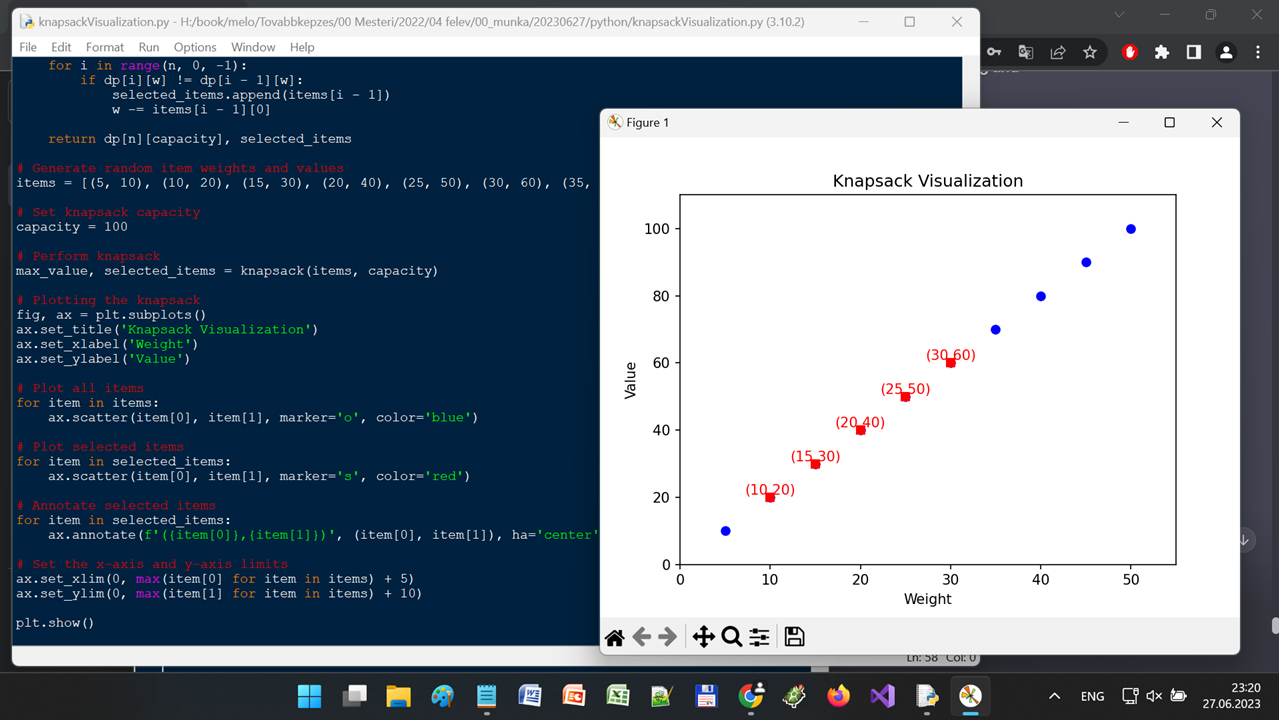 knapsackVisualization.py - H:/book/melo/Tovabbkepzes/00 Mesteri/2022/04 felev/00_munka/20230627/python/knapsackVisualization.py (3.10.2)
File Edit Format Run Options Window Help
for i in range(n, 0, -1):
if dp[i][w] != dp[i - 1][w]:
selected_items.append(items[i - 1])
w -= items[i - 1][0]
return dp[n][capacity], selected_items
# Generate random item weights and values
items = [(5, 10), (10, 20), (15, 30), (20, 40), (25, 50), (30, 60), (35,
# Set knapsack capacity
capacity = 100
# Perform knapsack
max_value, selected_items = knapsack(items, capacity)
# Plotting the knapsack
fig, ax = plt.subplots()
ax.set_title('Knapsack Visualization')
ax.set_xlabel('Weight')
ax.set_ylabel('Value')
# Plot all items
for item in items:
ax.scatter(item[0], item[1], marker='o', color='blue')
# Plot selected items
for item in selected_items:
ax.scatter(item[0], item[1], marker='s', color='red')
# Annotate selected items
for item in selected_items:
ax.annotate(f'({item[0]},{item[1]})', (item[0], item[1]), ha='center'
# Set the x-axis and y-axis limits
ax.set_xlim(0, max(item[0] for item in items) + 5)
ax.set_ylim(0, max(item[1] for item in items) + 10)
plt.show()
Figure 1
Knapsack Visualization
100
80
60
40
20
0
Value
(30,60)
(25,50)
(20,40)
(15,30)
(10,20)
0 10 20 30 40 50
Weight
Ln: 58 Col: 0
ENG
23:20
27.06.2023